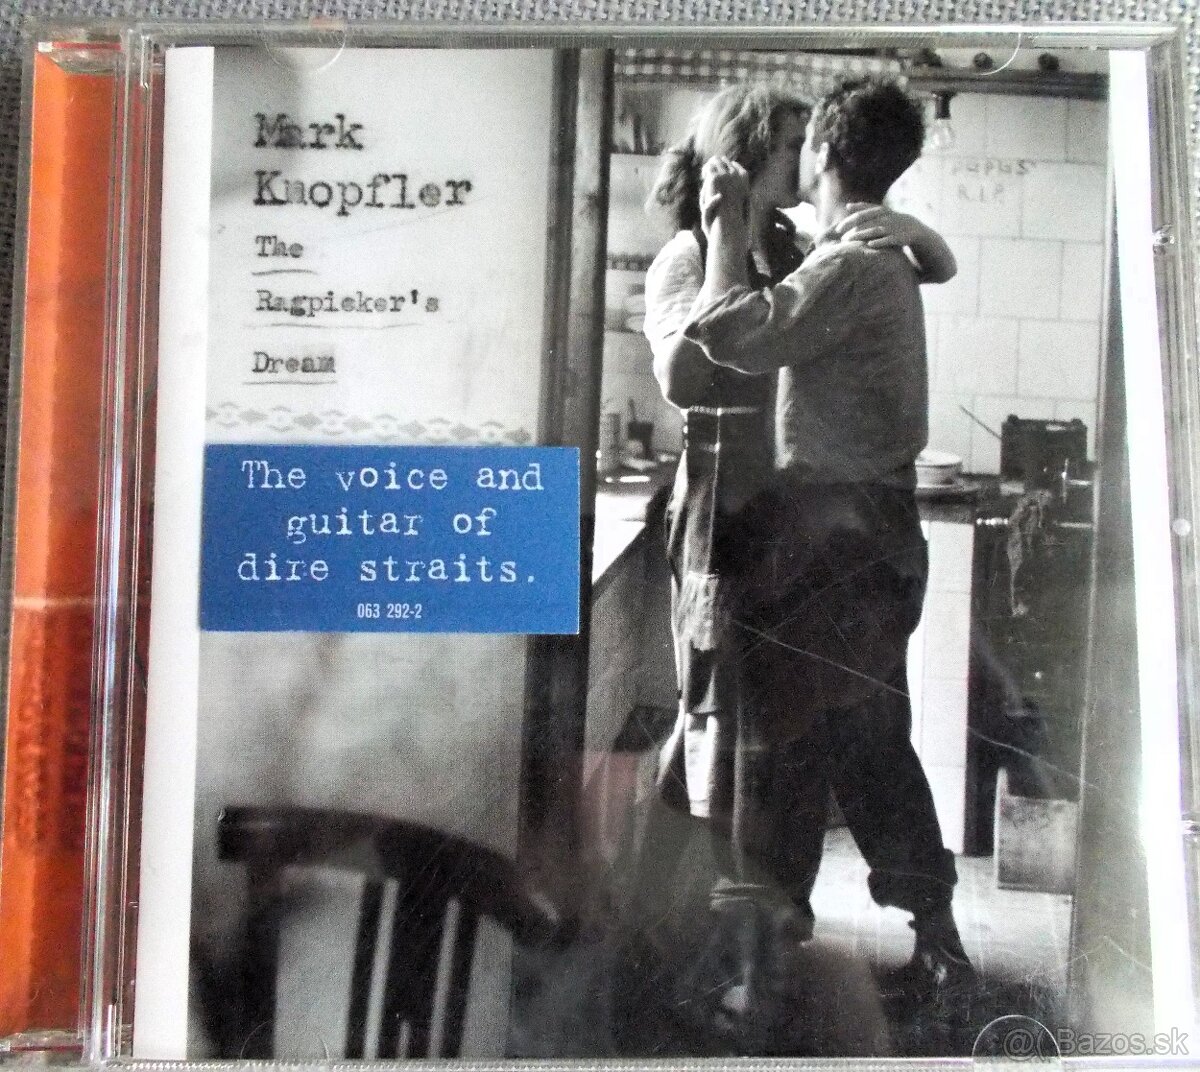 Mark
Knopfler
The
Ragpicker's
Dream
The voice and
guitar of
dire straits.
063 292-2
R.I.P.
@ Bazos.sk